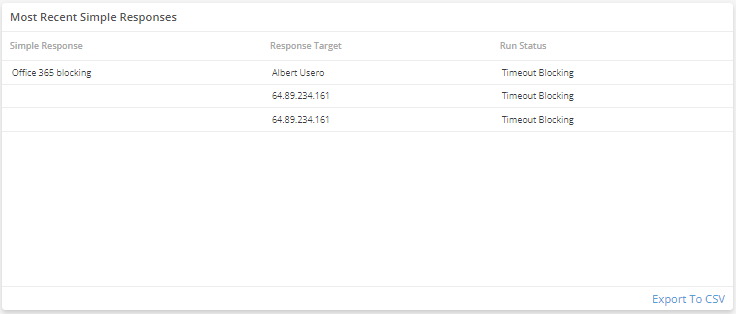 Most Recent Simple Responses
Simple Response Response Target Run Status
Office 365 blocking Albert Usero Timeout Blocking
64.89.234.161 Timeout Blocking
64.89.234.161 Timeout Blocking
Export To CSV